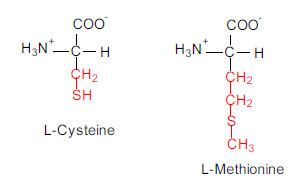 COO⁻
H₃N⁺ C H
CH₂
SH
L-Cysteine
COO⁻
H₃N⁺ C H
CH₂
CH₂
S
CH₃
L-Methionine